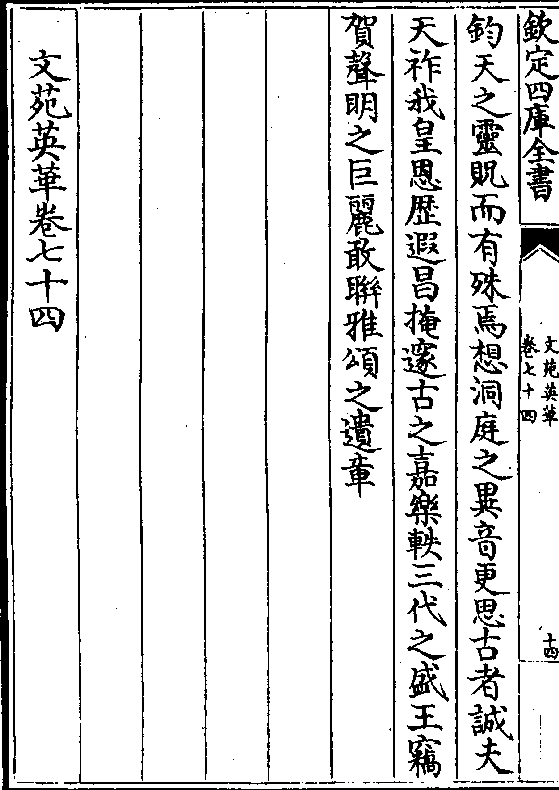 欽定四庫全書
文苑英華
卷七十四
十四
鈞天之靈貺而有殊焉想洞庭之異音更思古者誠夫
天祚我皇恩歴遐昌掩邃古之嘉樂軼三代之盛王竊
賀聲明之巨麗敢聯雅頌之遺章
文苑英華卷七十四